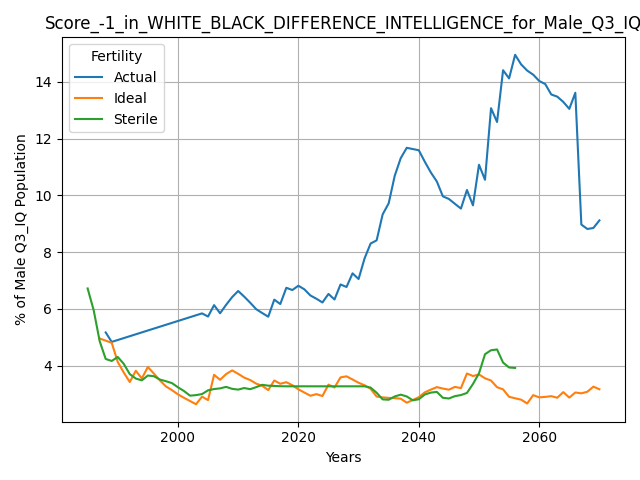 Score_-1_in_WHITE_BLACK_DIFFERENCE_INTELLIGENCE_for_Male_Q3_IQ
Fertility
Actual
Ideal
Sterile
% of Male Q3_IQ Population
14
12
10
8
6
4
2000
2020
2040
2060
Years